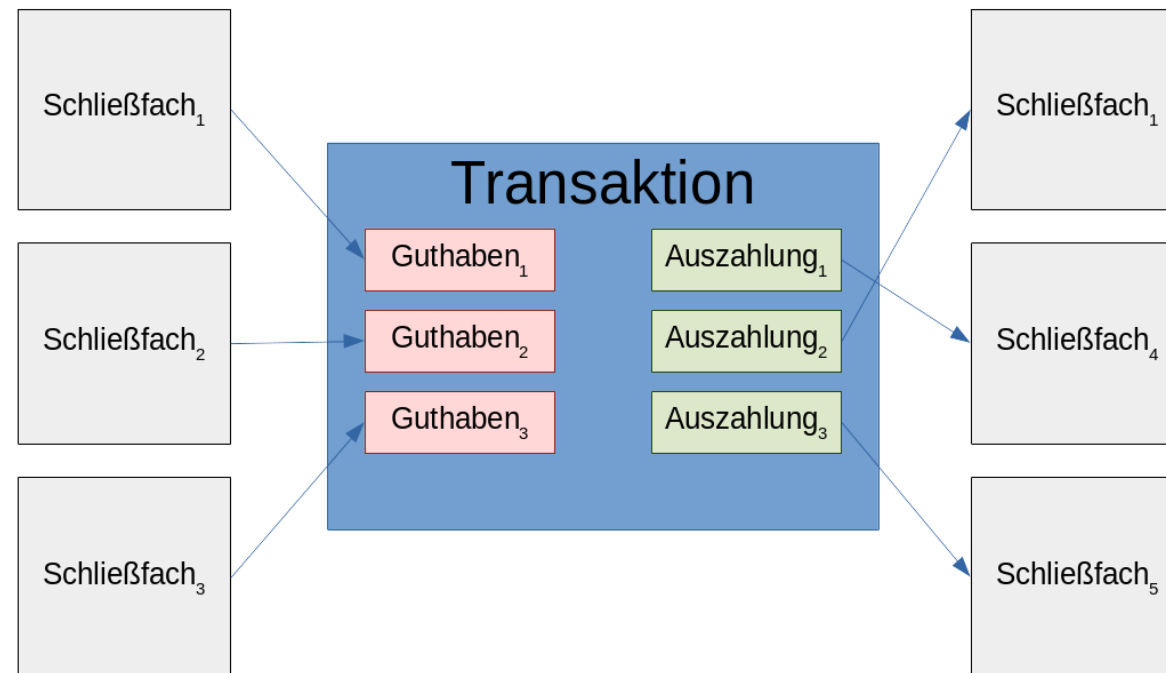 Schließfach₁
Schließfach₂
Schließfach₃
Transaktion
Guthaben₁
Guthaben₂
Guthaben₃
Auszahlung₁
Auszahlung₂
Auszahlung₃
Schließfach₁
Schließfach₄
Schließfach₅